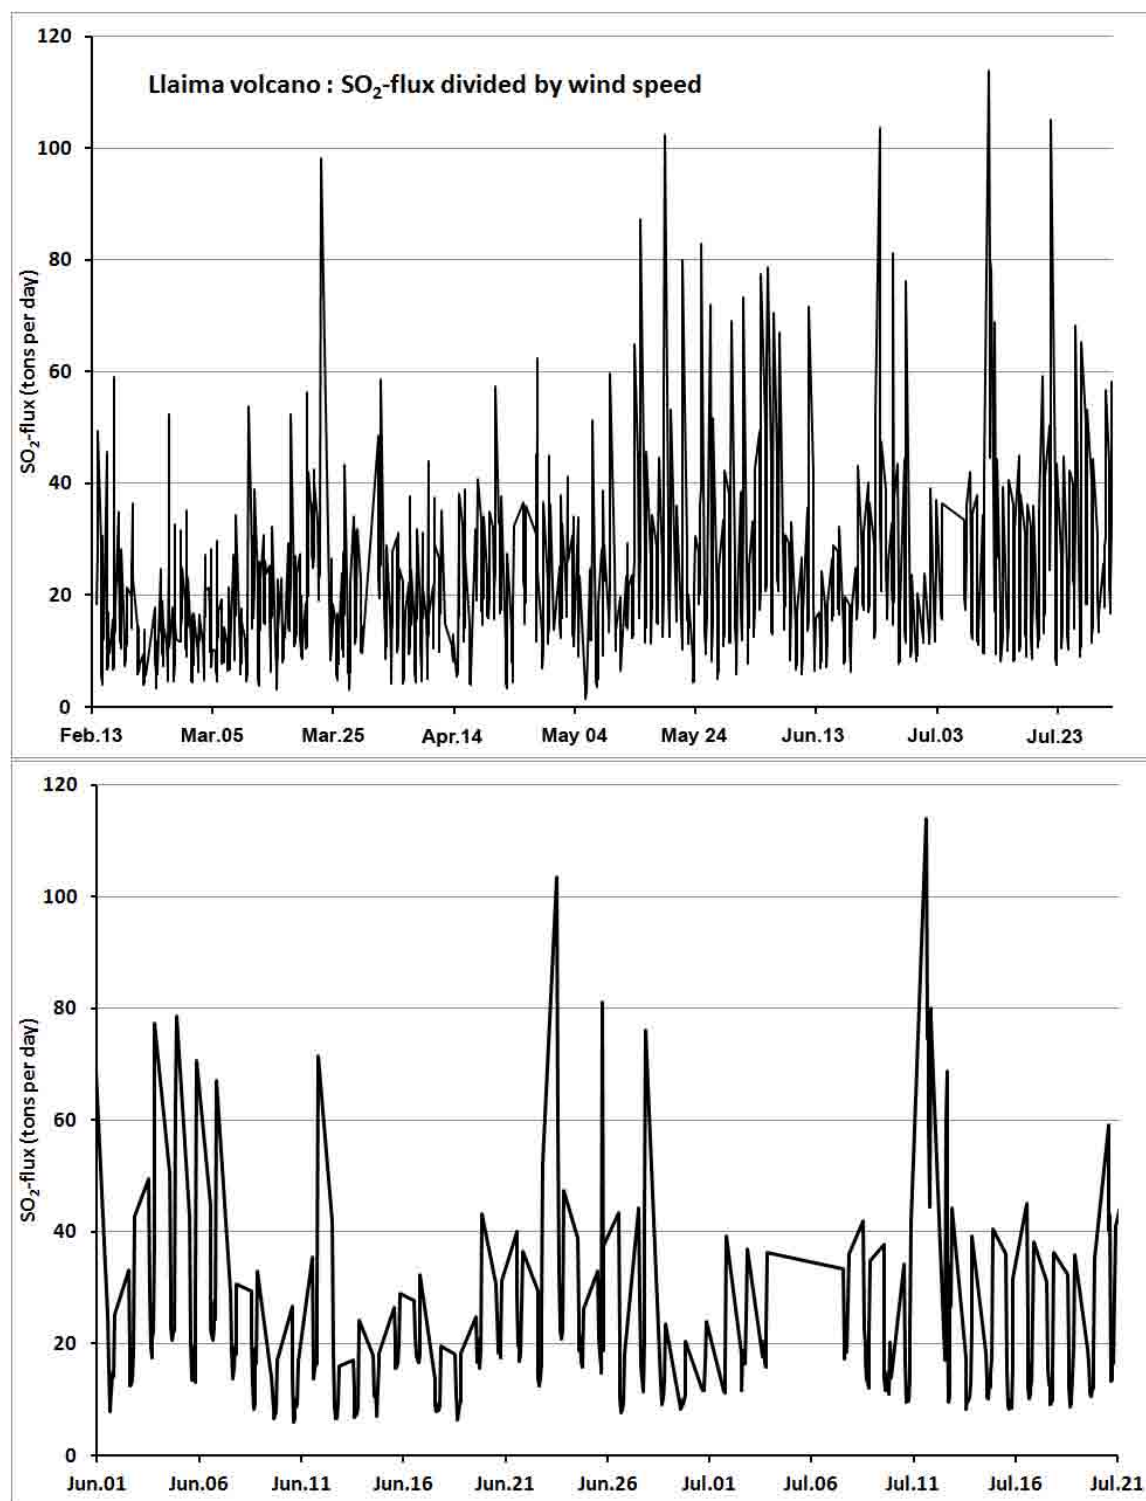 Llaima volcano : SO₂-flux divided by wind speed
SO₂-flux (tons per day)
120
100
80
60
40
20
0
Feb.13 Mar.05 Mar.25 Apr.14 May 04 May 24 Jun.13 Jul.03 Jul.23
SO₂-flux (tons per day)
120
100
80
60
40
20
0
Jun.01 Jun.06 Jun.11 Jun.16 Jun.21 Jun.26 Jul.01 Jul.06 Jul.11 Jul.16 Jul.21